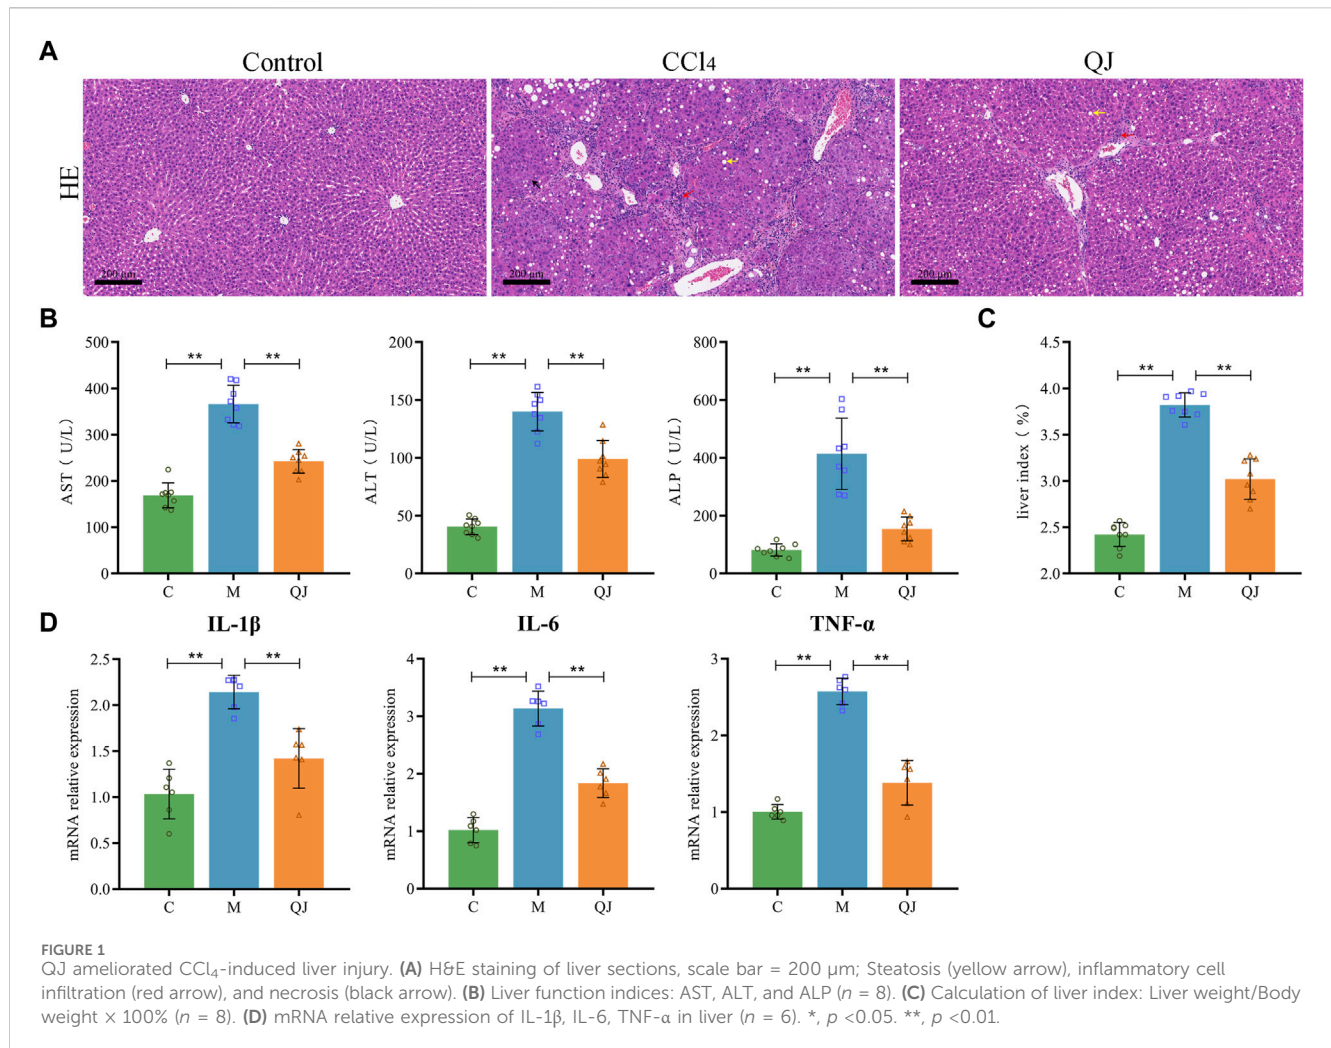 A
Control
CCl4
QJ
HE
200 μm
200 μm
200 μm
B
C
AST ( U/L)
500
400
300
200
100
0
**
**
C
M
QJ
ALT ( U/L)
200
150
100
50
0
**
**
C
M
QJ
ALP ( U/L)
800
600
400
200
0
**
**
C
M
QJ
liver index ( %)
4.5
4.0
3.5
3.0
2.5
2.0
**
**
C
M
QJ
D
IL-1β
mRNA relative expression
2.5
2.0
1.5
1.0
0.5
0.0
**
**
C
M
QJ
IL-6
mRNA relative expression
4
3
2
1
0
**
**
C
M
QJ
TNF-α
mRNA relative expression
3
2
1
0
**
**
C
M
QJ
FIGURE 1
QJ ameliorated CCl₄-induced liver injury. (A) H&E staining of liver sections, scale bar = 200 μm; Steatosis (yellow arrow), inflammatory cell
infiltration (red arrow), and necrosis (black arrow). (B) Liver function indices: AST, ALT, and ALP (n = 8). (C) Calculation of liver index: Liver weight/Body
weight × 100% (n = 8). (D) mRNA relative expression of IL-1β, IL-6, TNF-α in liver (n = 6). *, p <0.05. **, p <0.01.